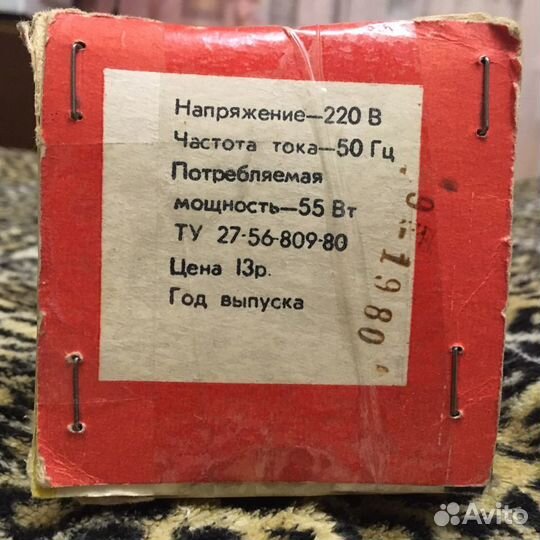 Напряжение—220 В
Частота тока—50 Гц
Потребляемая
мощность—55 Вт
ТУ 27-56-809-80
Цена 13р.
Год выпуска
1980
Avito